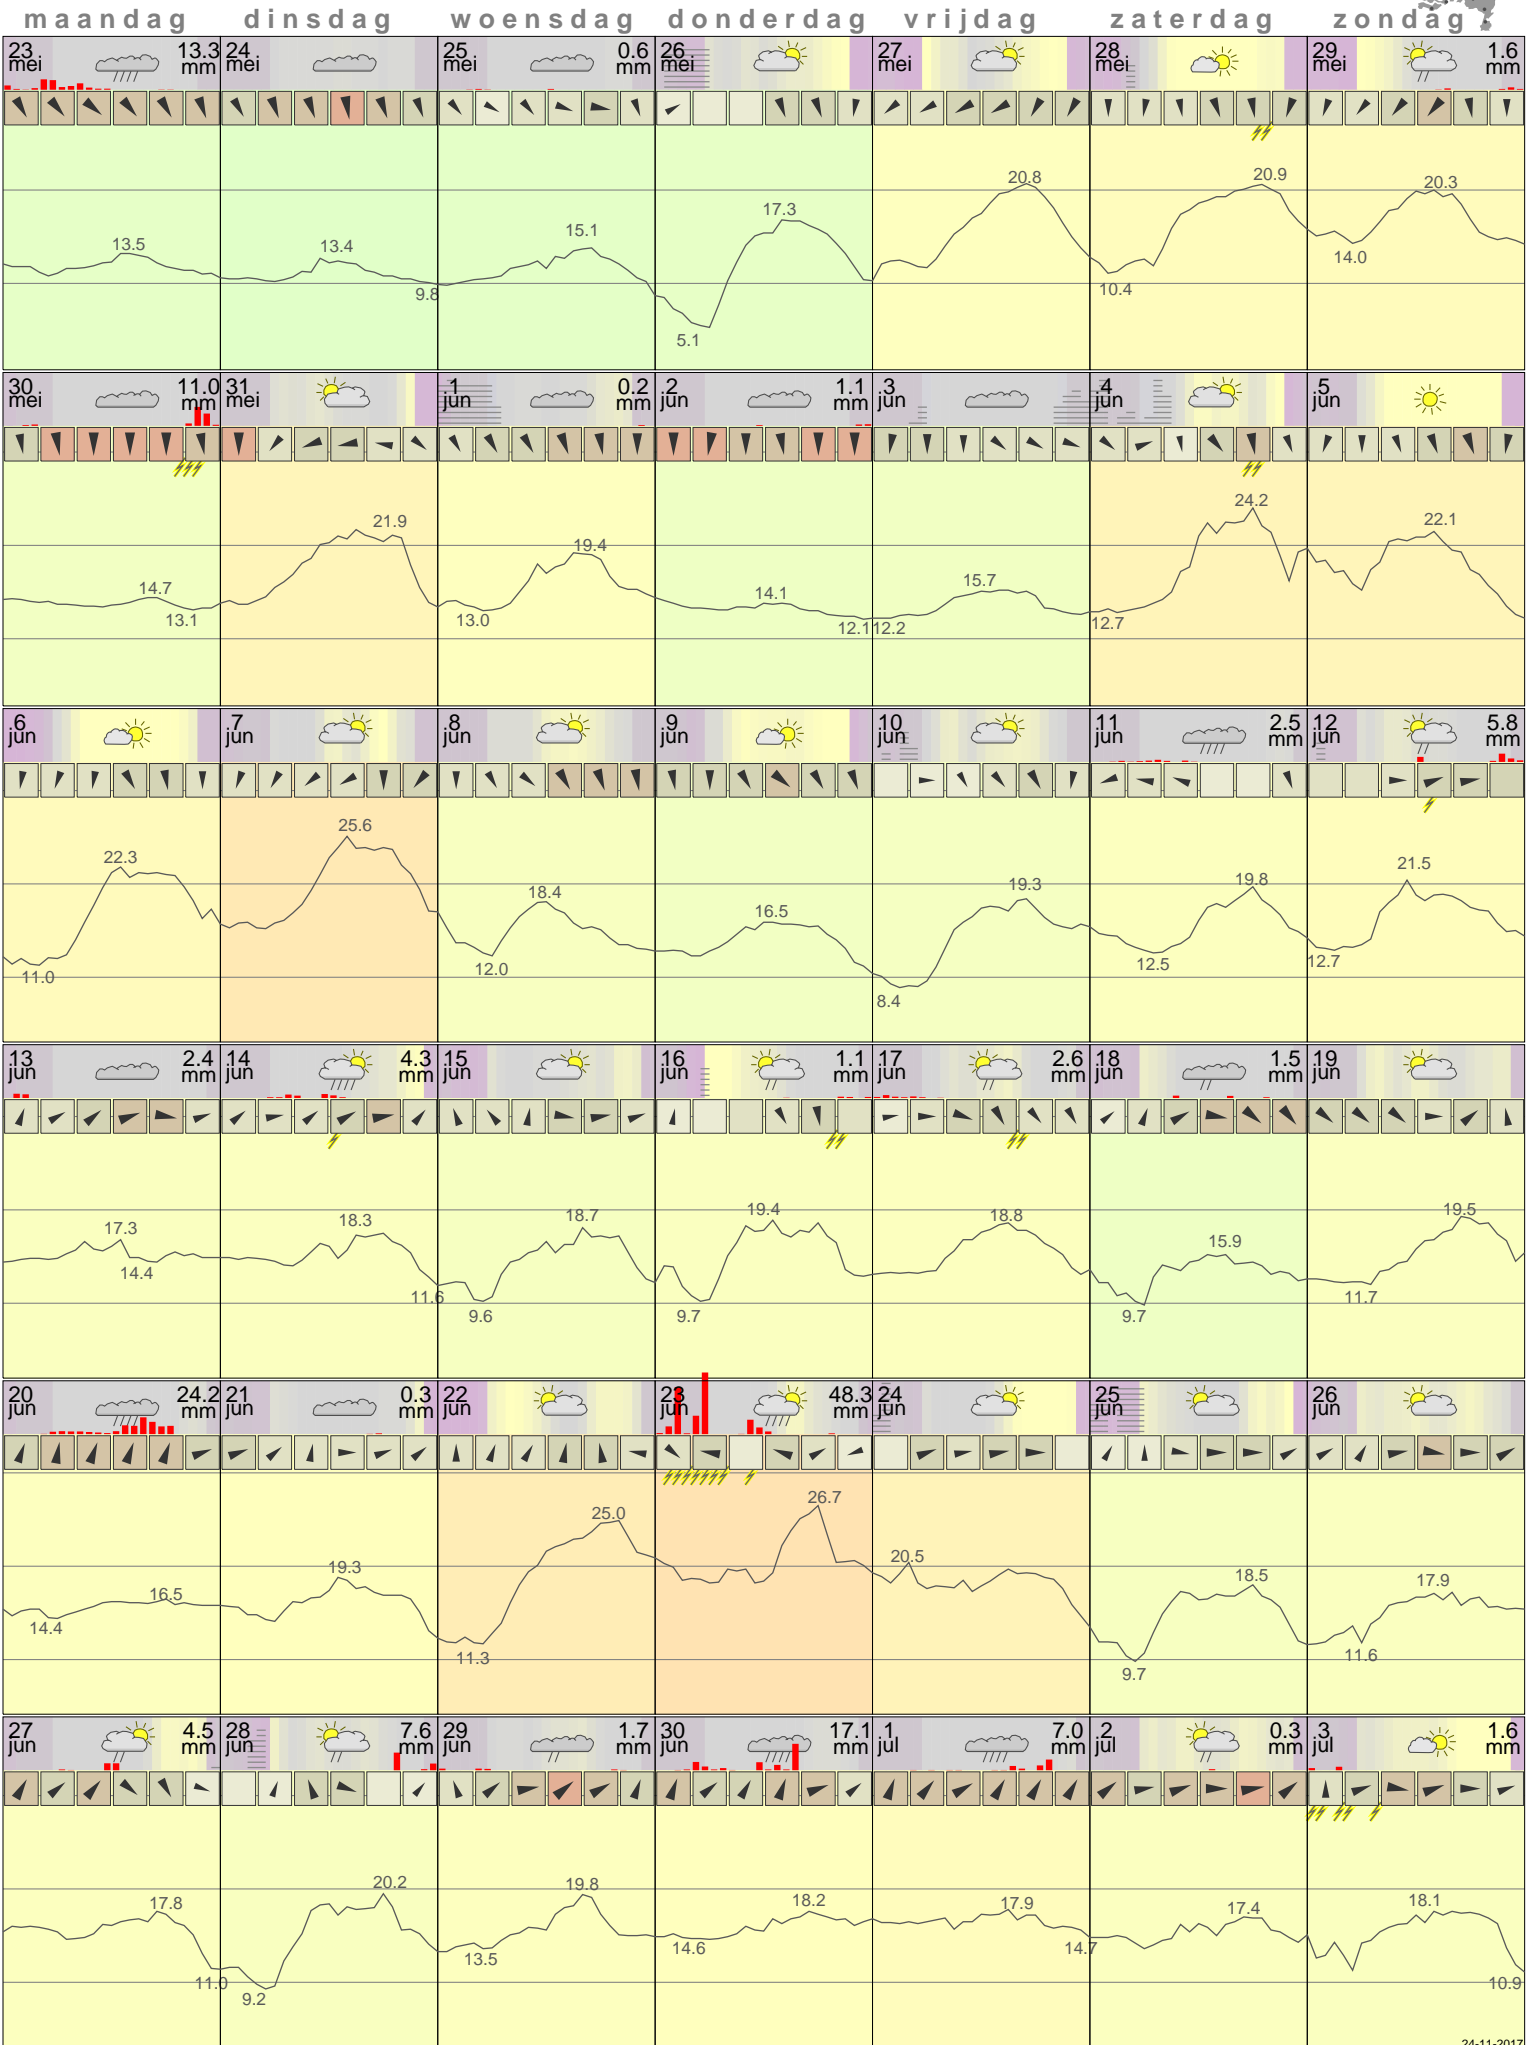 maandag dinsdag woensdag donderdag vrijdag zaterdag zondag
23 13.3 24 25 0.6 26 27 28 29 1.6
mei mm mei mei mm mei mei mei mei mm
20.8 20.9 20.3
17.3
13.5 13.4 15.1
14.0
9.8 10.4
5.1
30 11.0 31 1 0.2 2 1.1 3 4 5
mei mm mei jun mm jun mm jun jun jun
24.2
21.9 22.1
19.4
14.7 14.1 15.7
13.1 13.0 12.1 12.2 12.7
6 7 8 9 10 11 2.5 12 5.8
jun jun jun jun jun jun mm jun mm
25.6
22.3 21.5
18.4 19.3 19.8
16.5
11.0 12.0 12.5 12.7
8.4
13 2.4 14 4.3 15 16 1.1 17 2.6 18 1.5 19
jun mm jun mm jun jun mm jun mm jun mm jun
17.3 18.3 18.7 19.4 18.8 19.5
15.9
14.4
11.6 11.7
9.6 9.7 9.7
20 24.2 21 0.3 22 23 48.3 24 25 26
jun mm jun mm jun jun mm jun jun jun
26.7
25.0
20.5
19.3 18.5 17.9
16.5
14.4
11.3 11.6
9.7
27 4.5 28 7.6 29 1.7 30 17.1 1 7.0 2 0.3 3 1.6
jun mm jun mm jun mm jun mm jul mm jul mm jul mm
20.2 19.8
17.8 18.2 17.9 17.4 18.1
13.5 14.6 14.7
11.0 10.9
9.2
24-11-2017